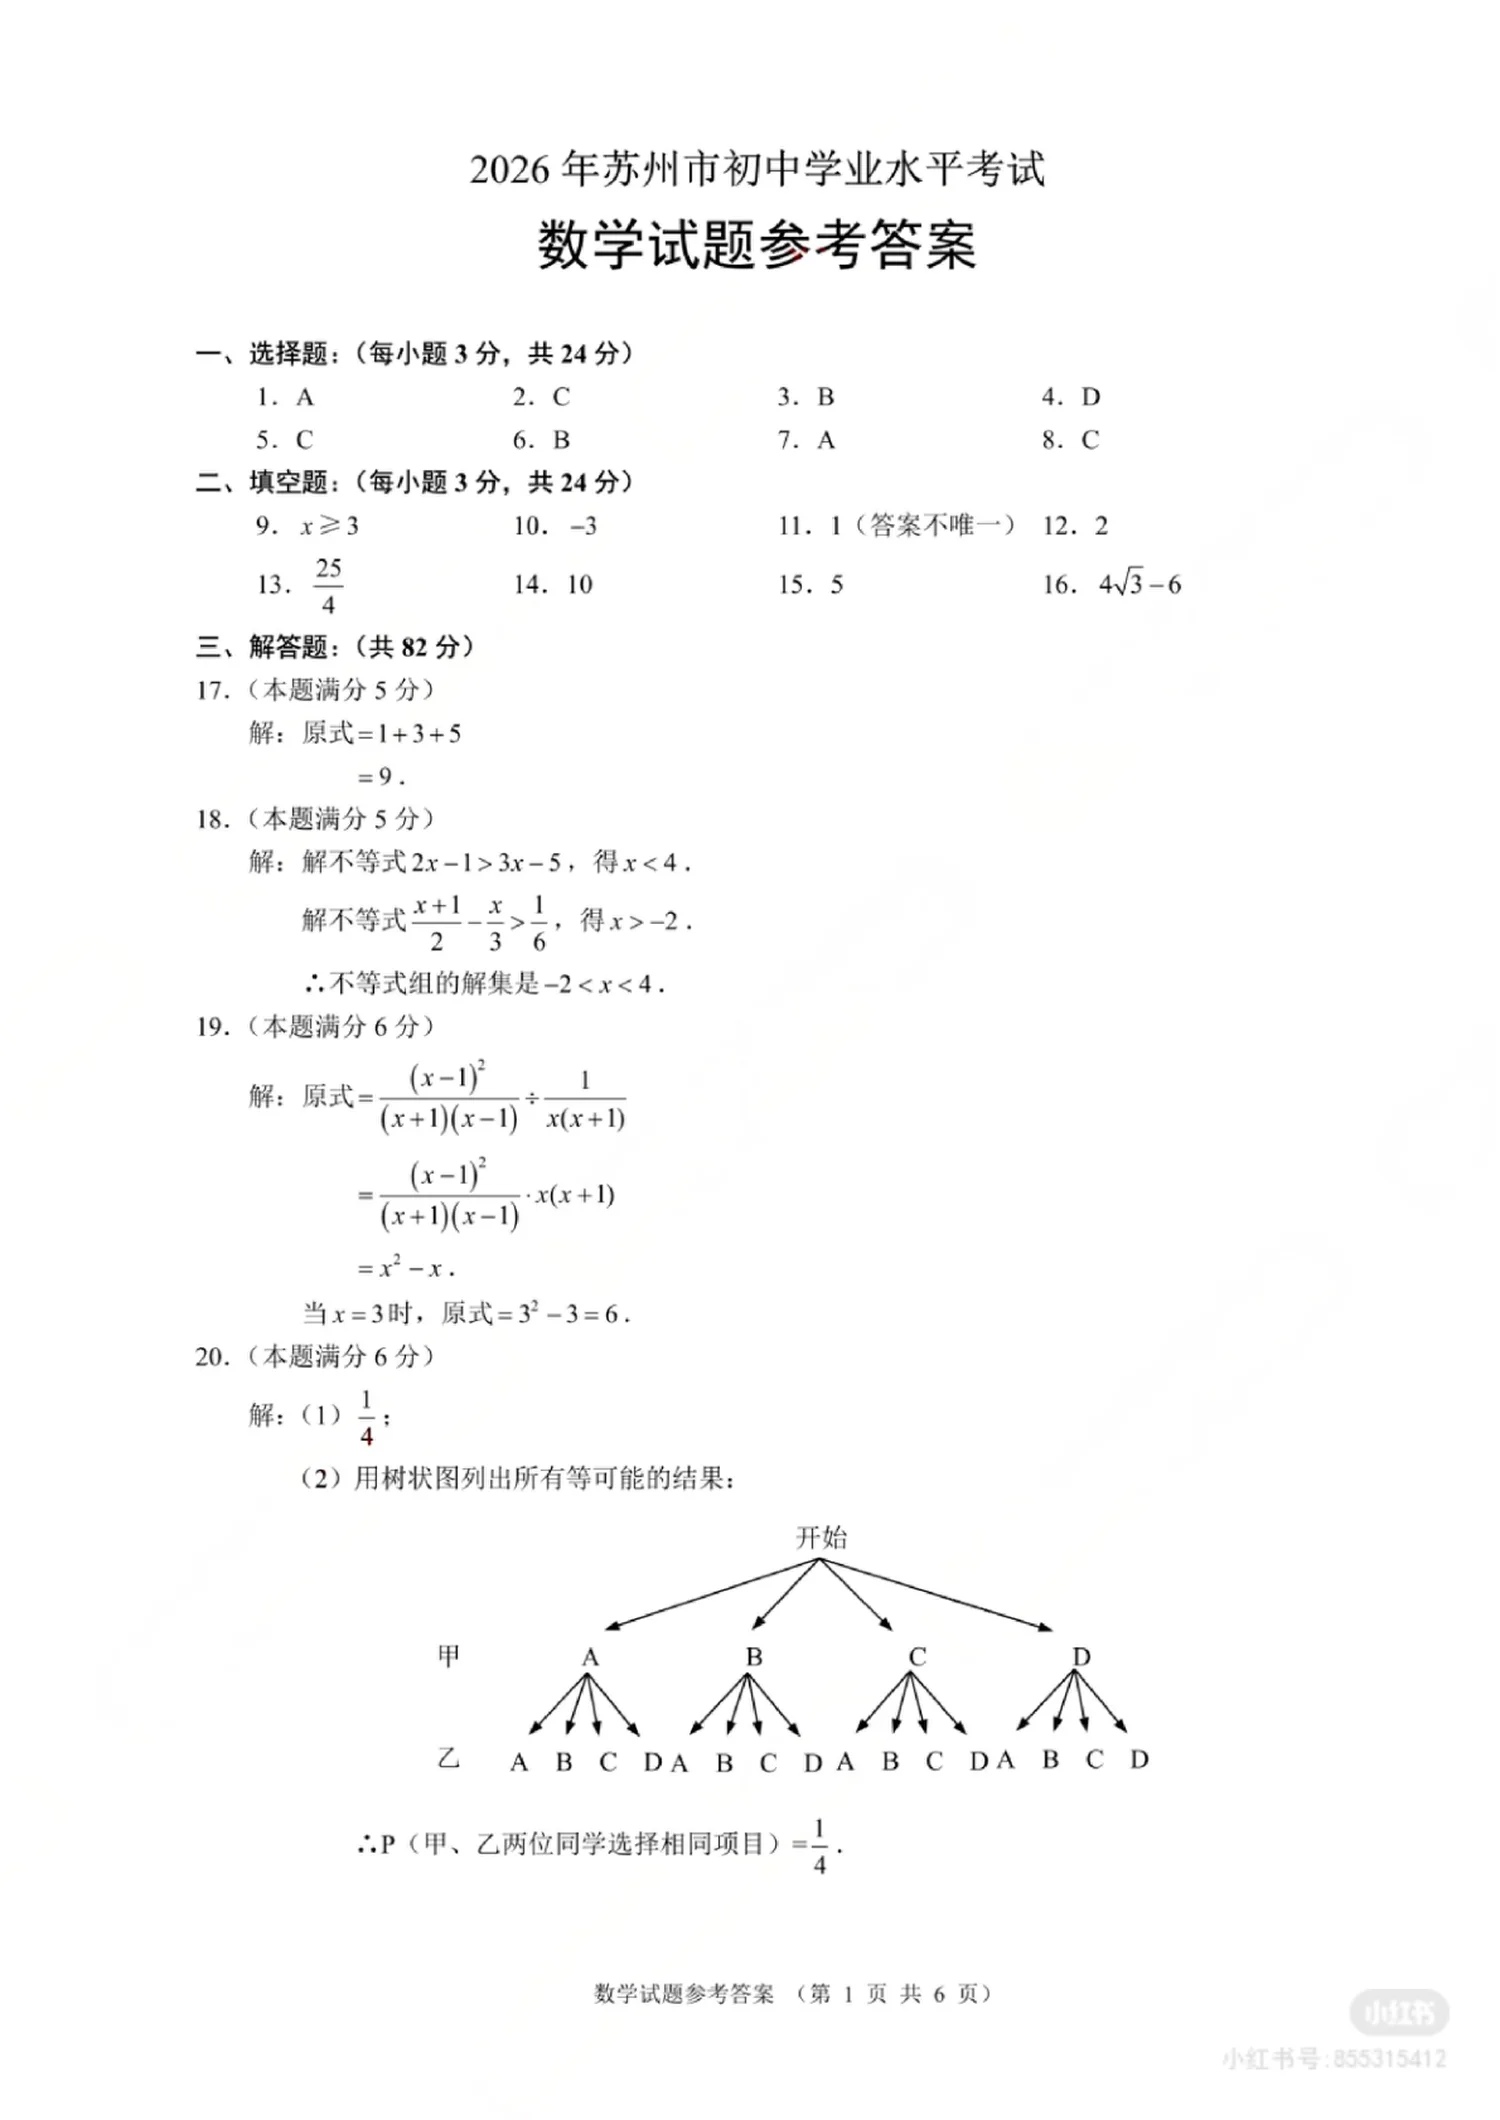 2026 年苏州市初中学业水平考试
数学试题参考答案
一、选择题:（每小题 3 分，共 24 分）
1. A 2. C 3. B 4. D
5. C 6. B 7. A 8. C
二、填空题:（每小题 3 分，共 24 分）
9. x≥3 10. −3 11. 1（答案不唯一） 12. 2
13. 25/4 14. 10 15. 5 16. 4√3−6
三、解答题:（共 82 分）
17.（本题满分 5 分）
解: 原式=1+3+5
=9.
18.（本题满分 5 分）
解: 解不等式2x−1>3x−5，得x<4.
解不等式(x+1)/2−x/3>1/6，得x>−2.
∴不等式组的解集是−2<x<4.
19.（本题满分 6 分）
解: 原式=(x−1)²/((x+1)(x−1))÷1/(x(x+1))
=(x−1)²/((x+1)(x−1))·x(x+1)
=x²−x.
当x=3时，原式=3²−3=6.
20.（本题满分 6 分）
解:（1）1/4;
（2）用树状图列出所有等可能的结果:
开始
甲 A B C D
乙 A B C D A B C D A B C D A B C D
∴P（甲、乙两位同学选择相同项目）=1/4.
数学试题参考答案 （第 1 页 共 6 页）
小红书
小红书号:855315412